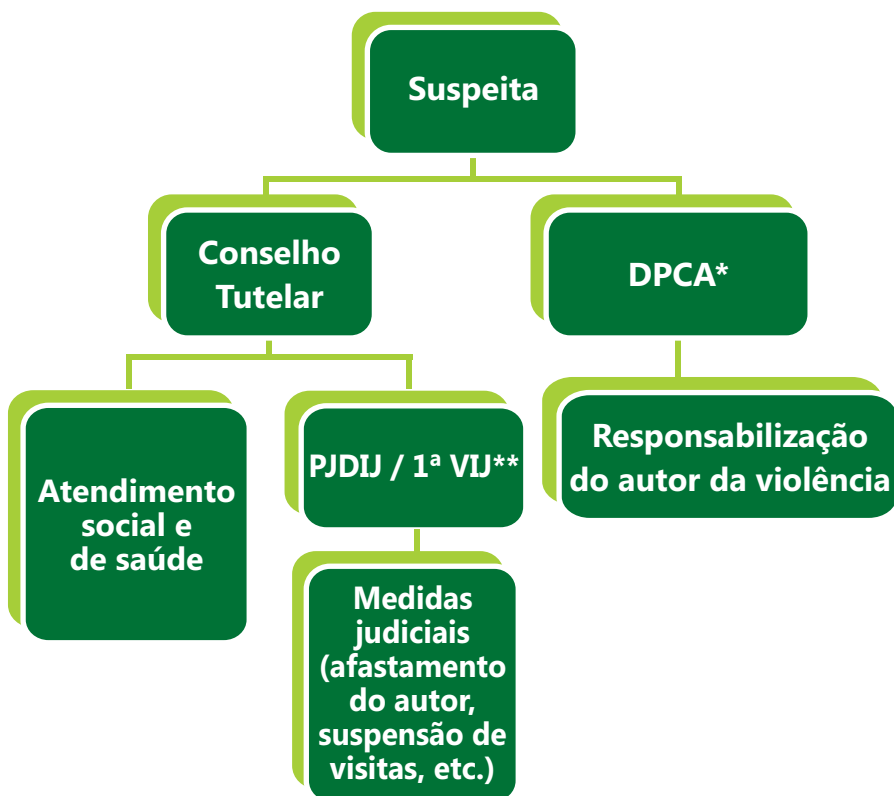 Suspeita
Conselho
Tutelar
DPCA*
Atendimento
social e
de saúde
PJDIJ / 1ª VIJ**
Responsabilização
do autor da violência
Medidas
judiciais
(afastamento
do autor,
suspensão de
visitas, etc.)